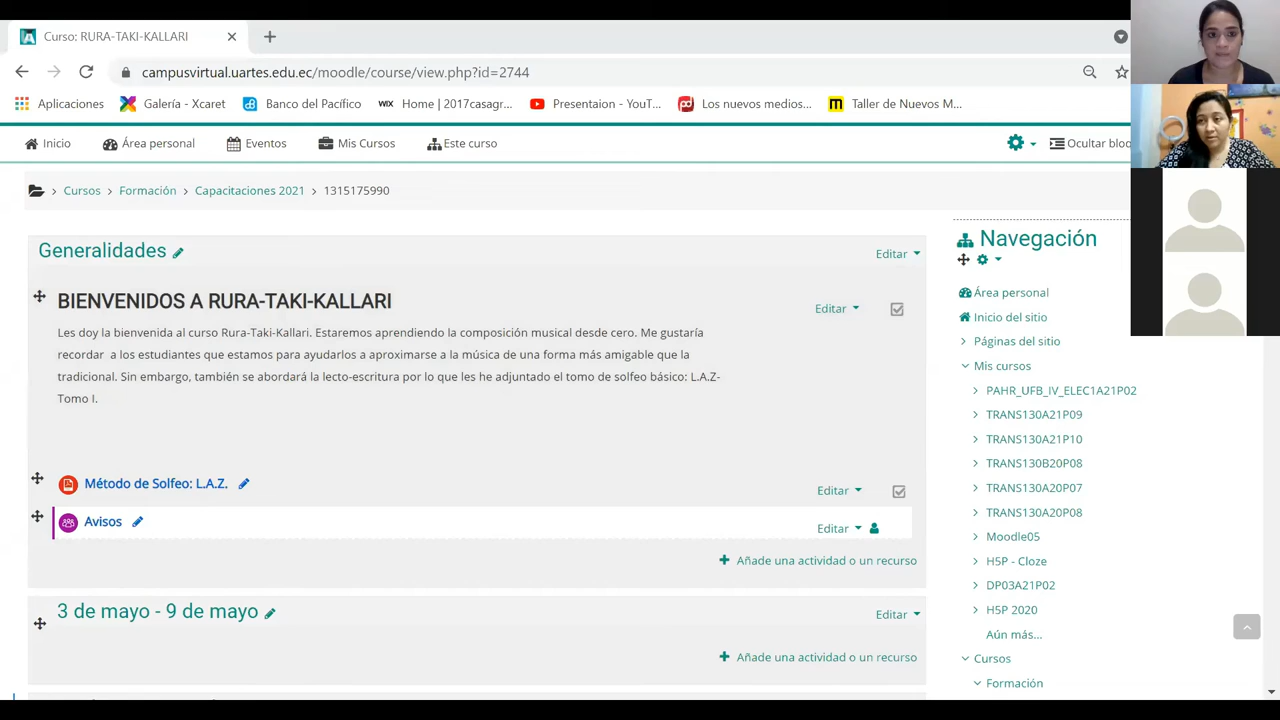 Curso: RURA-TAKI-KALLARI
campusvirtual.uartes.edu.ec/moodle/course/view.php?id=2744
Aplicaciones Galería - Xcaret Banco del Pacífico WIX Home | 2017casagr... Presentaion - YouT... Los nuevos medios... Taller de Nuevos M...
Inicio Área personal Eventos Mis Cursos Este curso Ocultar bloq
Cursos > Formación > Capacitaciones 2021 > 1315175990
Generalidades Editar
BIENVENIDOS A RURA-TAKI-KALLARI Editar
Les doy la bienvenida al curso Rura-Taki-Kallari. Estaremos aprendiendo la composición musical desde cero. Me gustaría
recordar a los estudiantes que estamos para ayudarlos a aproximarse a la música de una forma más amigable que la
tradicional. Sin embargo, también se abordará la lecto-escritura por lo que les he adjuntado el tomo de solfeo básico: L.A.Z-
Tomo I.
Método de Solfeo: L.A.Z. Editar
Avisos Editar
Añade una actividad o un recurso
3 de mayo - 9 de mayo Editar
Añade una actividad o un recurso
Navegación
Área personal
Inicio del sitio
Páginas del sitio
Mis cursos
PAHR_UFB_IV_ELEC1A21P02
TRANS130A21P09
TRANS130A21P10
TRANS130B20P08
TRANS130A20P07
TRANS130A20P08
Moodle05
H5P - Cloze
DP03A21P02
H5P 2020
Aún más...
Cursos
Formación